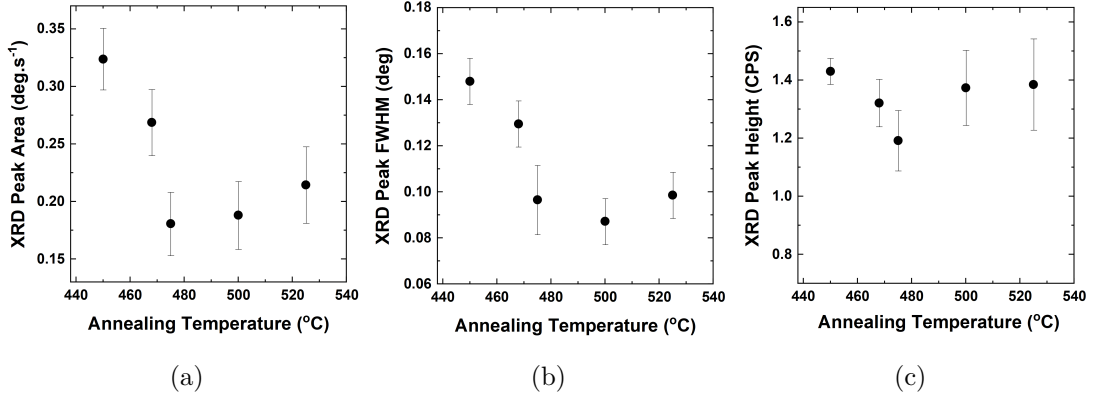 XRD Peak Area (deg.s⁻¹)
0.35
0.30
0.25
0.20
0.15
440 460 480 500 520 540
Annealing Temperature (°C)
(a)
XRD Peak FWHM (deg)
0.18
0.16
0.14
0.12
0.10
0.08
0.06
440 460 480 500 520 540
Annealing Temperature (°C)
(b)
XRD Peak Height (CPS)
1.6
1.4
1.2
1.0
0.8
440 460 480 500 520 540
Annealing Temperature (°C)
(c)